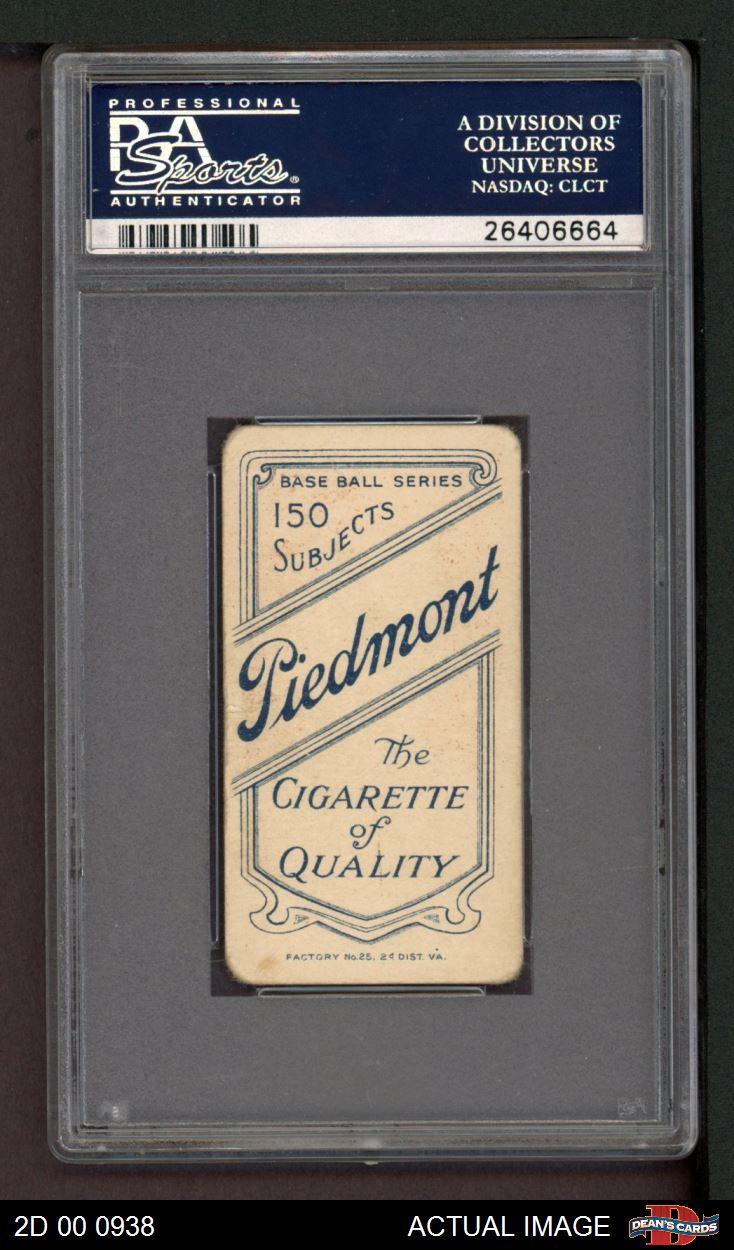 PROFESSIONAL
PSA
Sports®
AUTHENTICATOR
A DIVISION OF
COLLECTORS
UNIVERSE
NASDAQ: CLCT
26406664
BASE BALL SERIES
150
SUBJECTS
Piedmont
The
CIGARETTE
of
QUALITY
FACTORY No.25, 2d DIST. VA.
2D 00 0938
ACTUAL IMAGE
D
DEAN'S CARDS